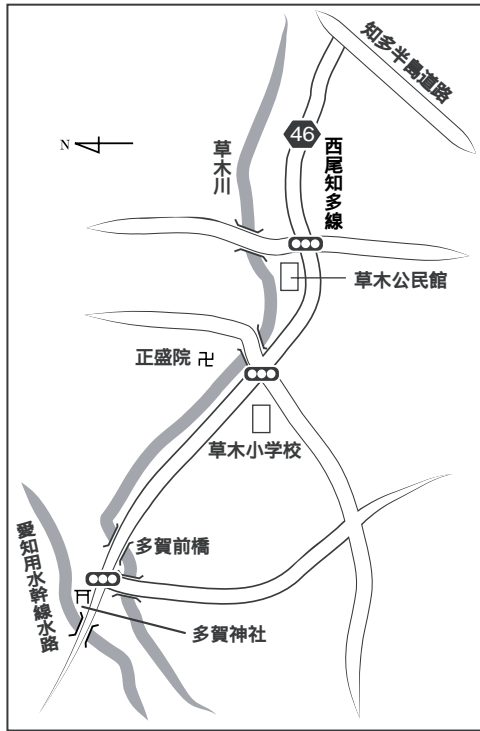 知多半島道路
46
西尾知多線
草木川
N
草木公民館
正盛院
卍
草木小学校
多賀前橋
愛知用水幹線水路
多賀神社